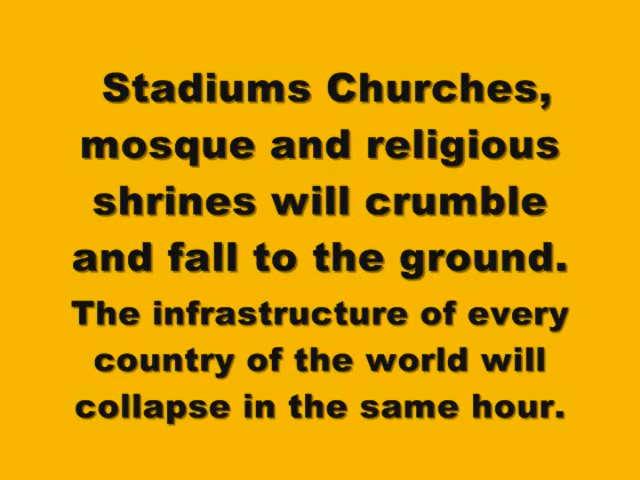 Stadiums Churches,
mosque and religious
shrines will crumble
and fall to the ground.
The infrastructure of every
country of the world will
collapse in the same hour.